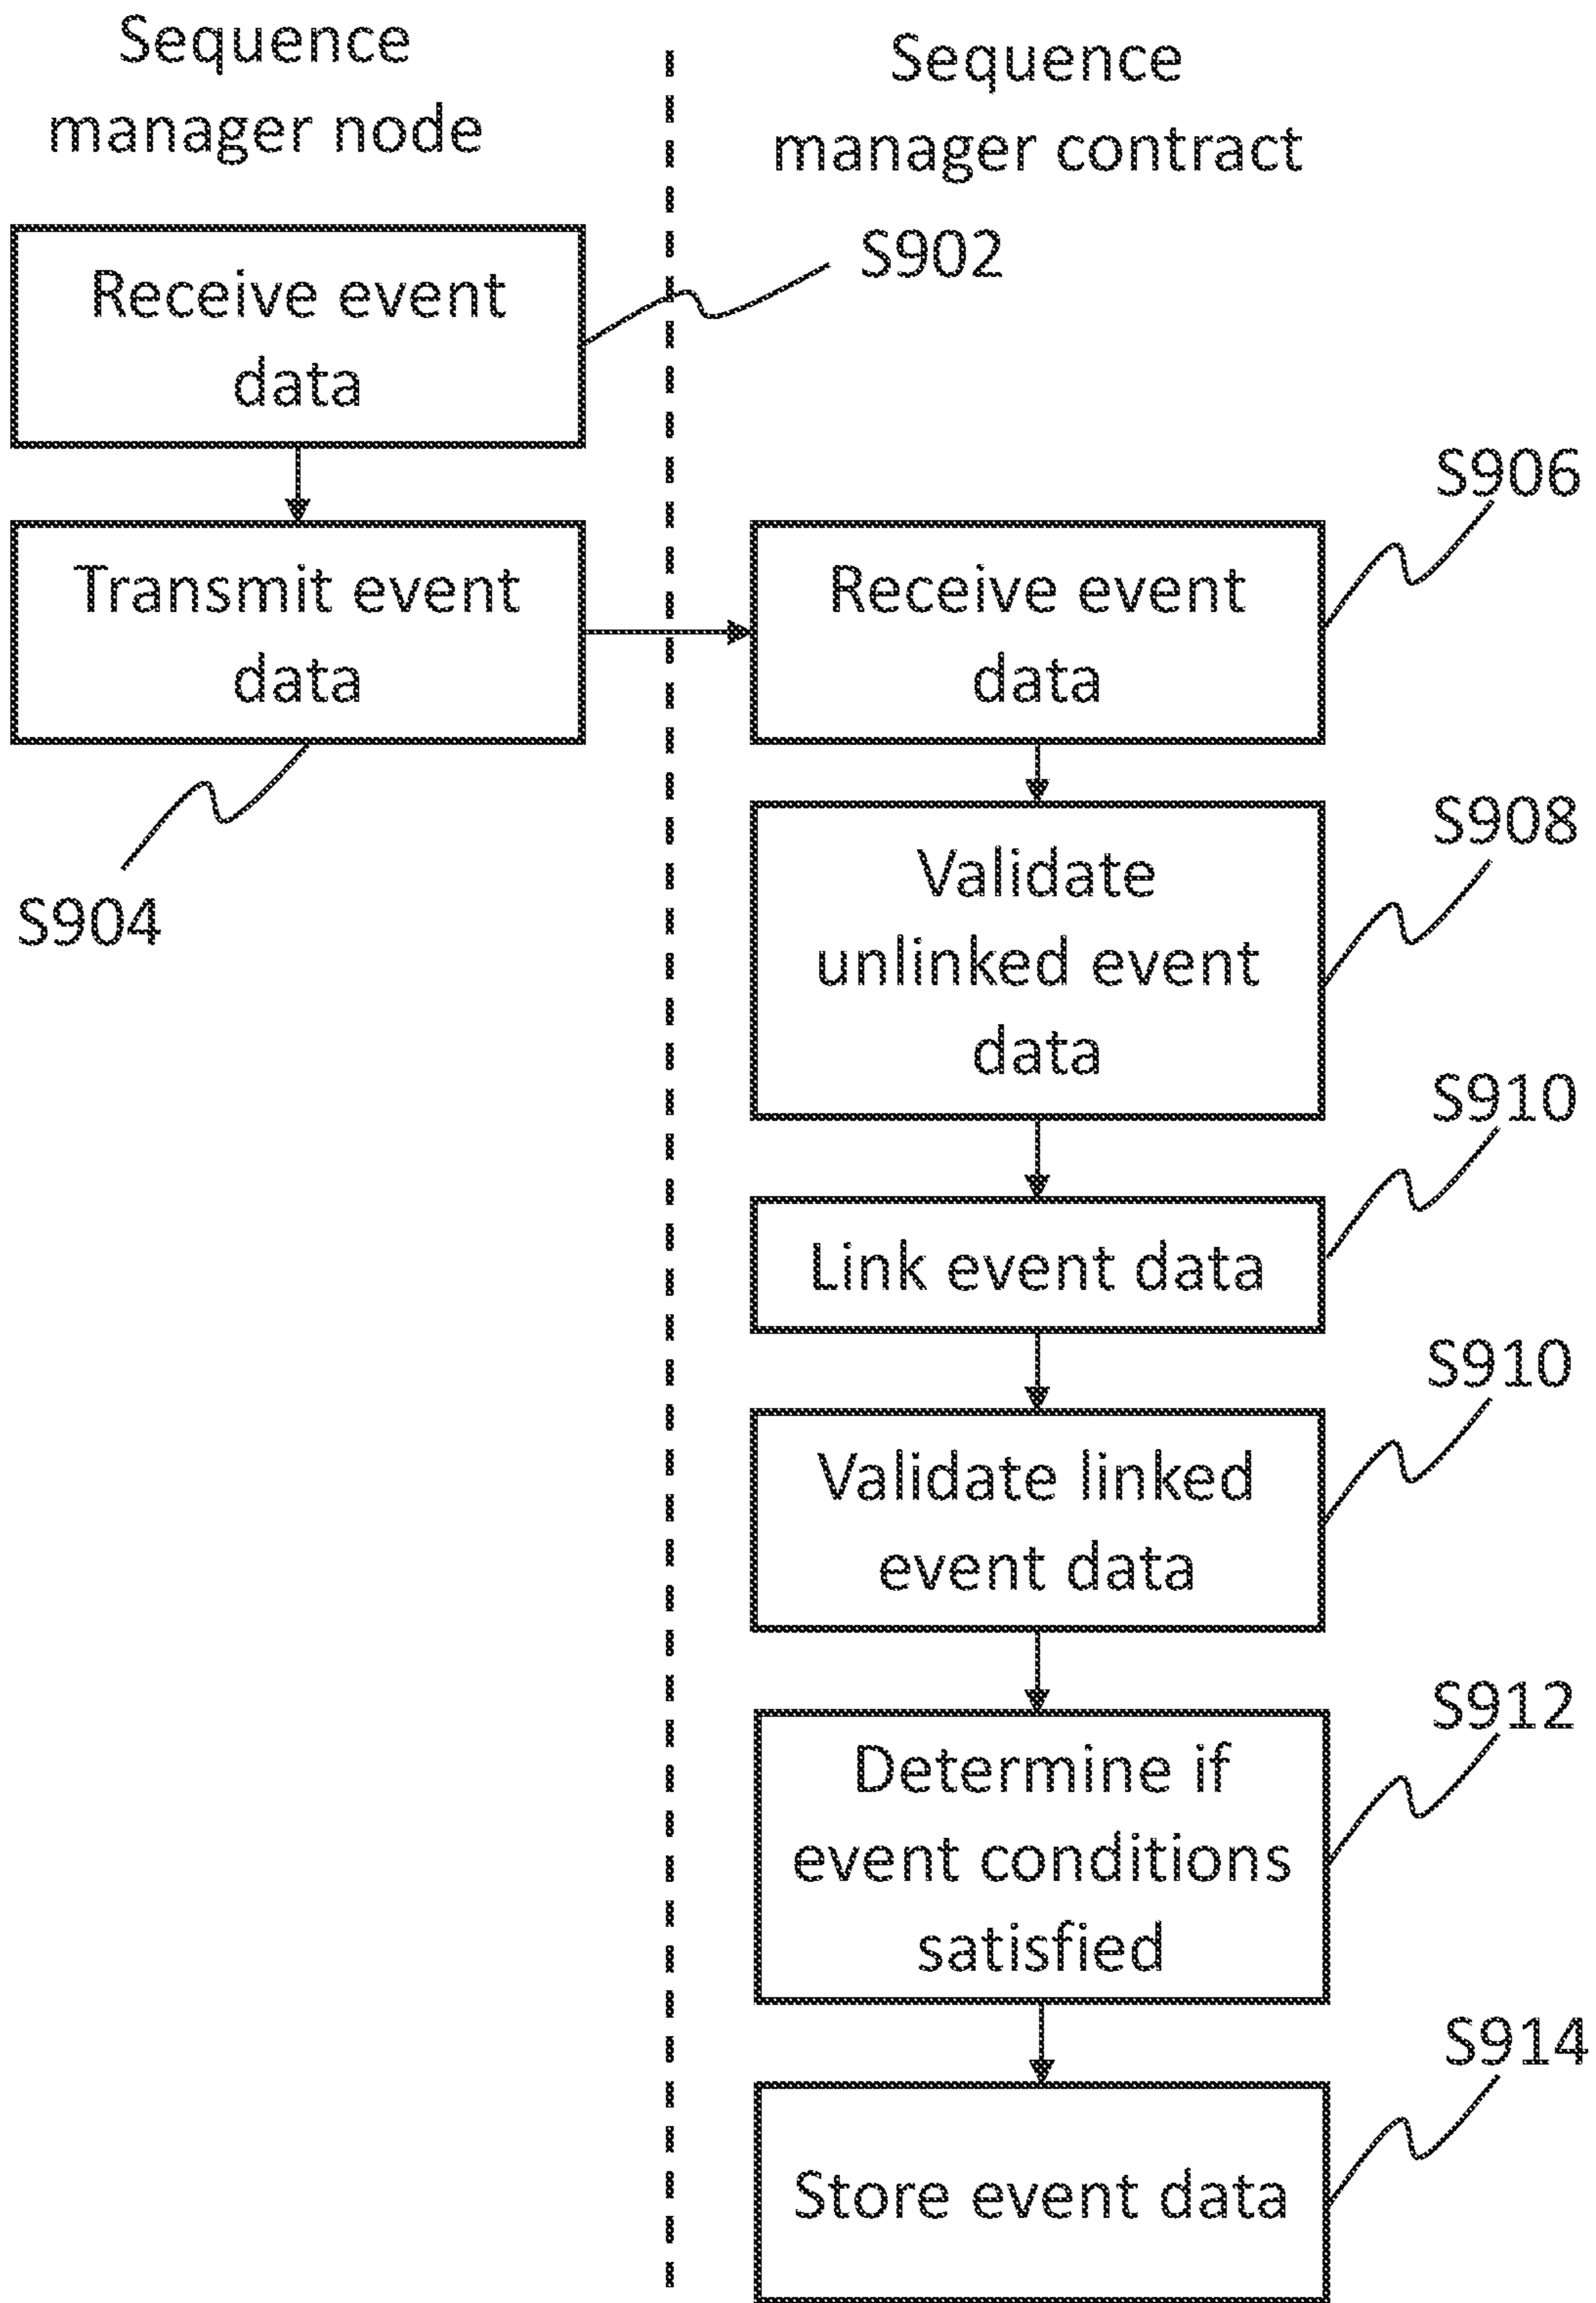 Sequence
manager node
Sequence
manager contract
Receive event
data
S902
Transmit event
data
S904
Receive event
data
S906
Validate
unlinked event
data
S908
Link event data
S910
Validate linked
event data
S910
Determine if
event conditions
satisfied
S912
Store event data
S914